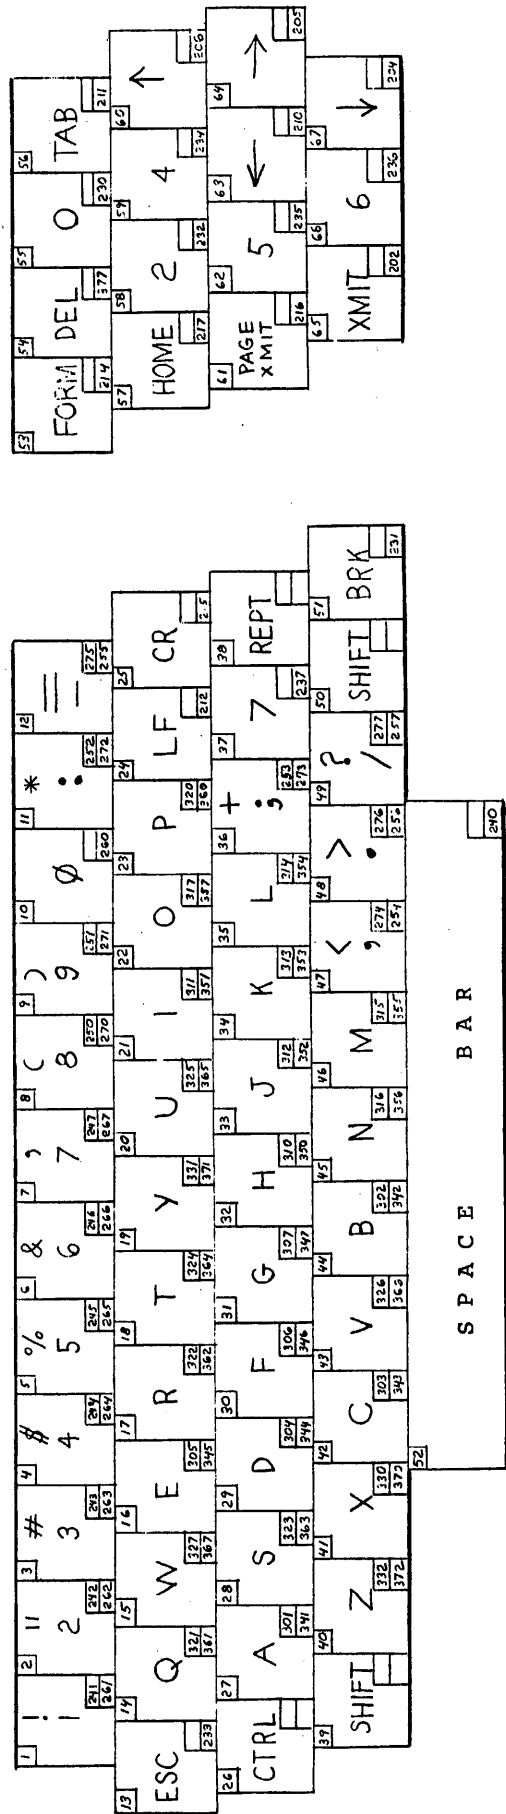 1 ! 1 241 261
2 " 2 242 262
3 # 3 243 263
4 $ 4 244 264
5 % 5 245 265
6 & 6 246 266
7 ' 7 247 267
8 ( 8 250 270
9 ) 9 251 271
10 Ø 260
11 * : 252 272
12 = - 275 255
13 ESC 233
14 Q 321 361
15 W 327 367
16 E 305 345
17 R 322 362
18 T 324 364
19 Y 331 371
20 U 325 365
21 I 311 351
22 O 317 357
23 P 320 360
24 LF 212
25 CR
26 CTRL
27 A 301 341
28 S 323 363
29 D 304 344
30 F 306 346
31 G 307 347
32 H 310 350
33 J 312 352
34 K 313 353
35 L 314 354
36 + ; 253 273
37 7 237
38 REPT
39 SHIFT
40 Z 332 372
41 X 330 370
42 C 303 343
43 V 326 366
44 B 302 342
45 N 316 356
46 M 315 355
47 < , 274 254
48 > . 276 256
49 ? / 277 257
50 SHIFT
51 BRK 231
52 SPACE BAR 240
53 FORM 214
54 DEL 377
55 0 230
56 TAB 211
57 HOME 217
58 2 232
59 4 234
60 ↑ 206
61 PAGE XMIT 216
62 5 235
63 ← 210
64 → 205
65 XMIT 202
66 6 236
67 ↓ 204